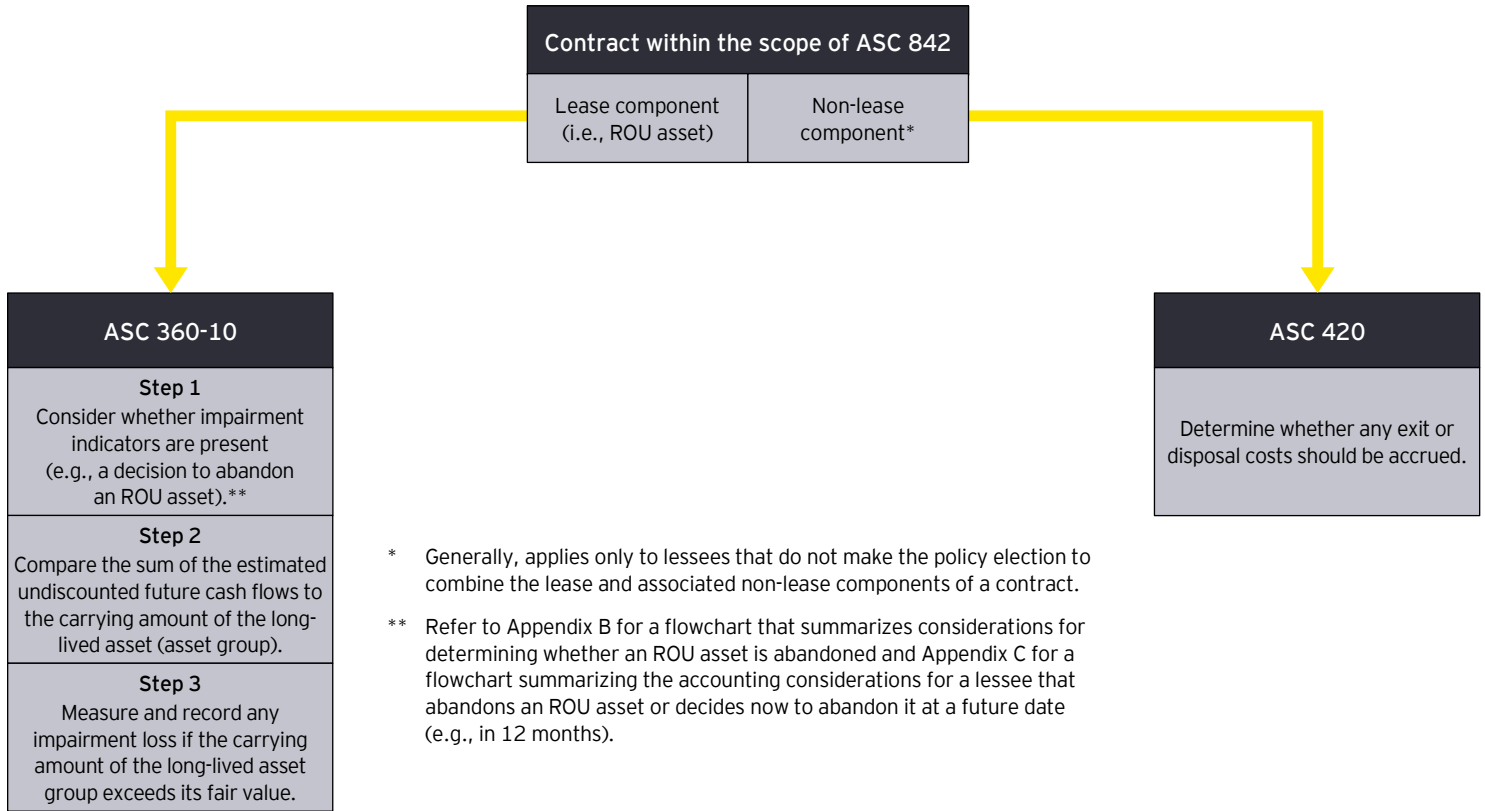 Contract within the scope of ASC 842
Lease component
(i.e., ROU asset)
Non-lease
component*
ASC 360-10
Step 1
Consider whether impairment
indicators are present
(e.g., a decision to abandon
an ROU asset).**
Step 2
Compare the sum of the estimated
undiscounted future cash flows to
the carrying amount of the long-
lived asset (asset group).
Step 3
Measure and record any
impairment loss if the carrying
amount of the long-lived asset
group exceeds its fair value.
ASC 420
Determine whether any exit or
disposal costs should be accrued.
* Generally, applies only to lessees that do not make the policy election to
combine the lease and associated non-lease components of a contract.
** Refer to Appendix B for a flowchart that summarizes considerations for
determining whether an ROU asset is abandoned and Appendix C for a
flowchart summarizing the accounting considerations for a lessee that
abandons an ROU asset or decides now to abandon it at a future date
(e.g., in 12 months).